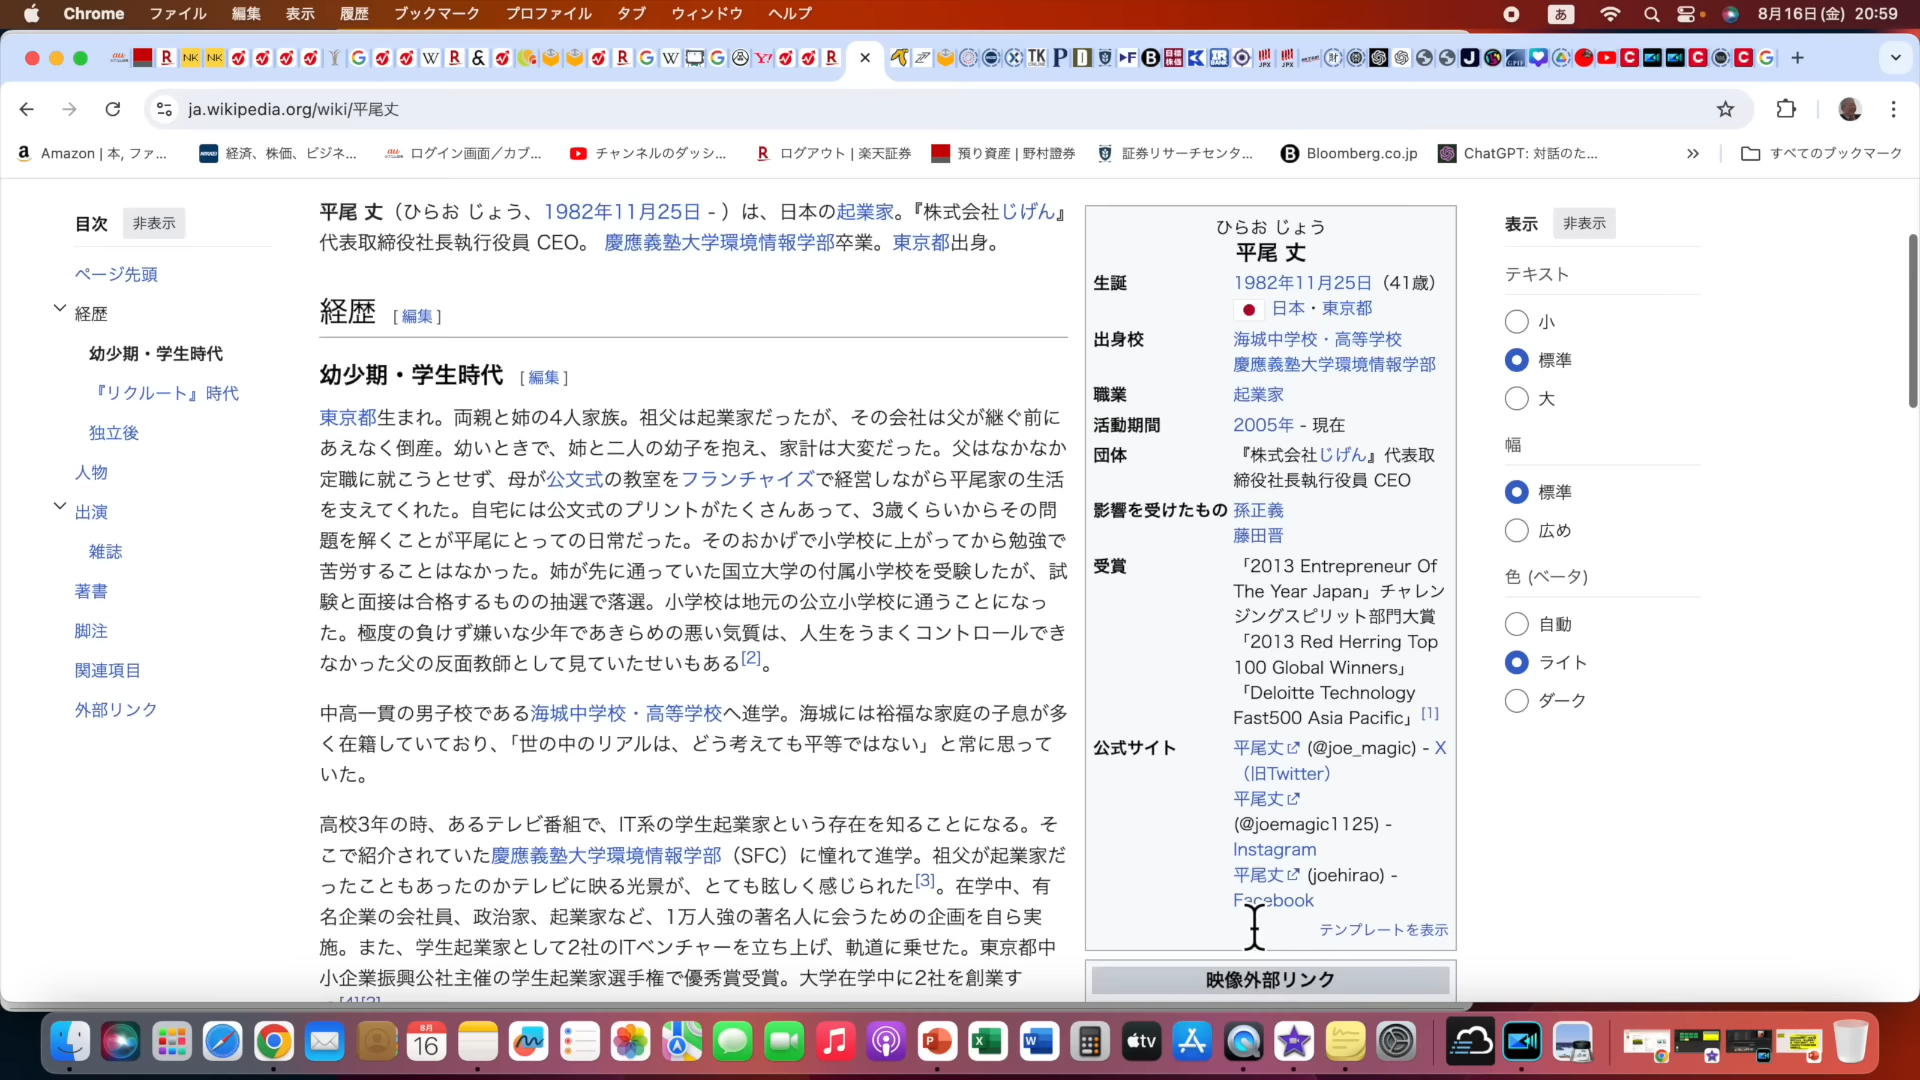 Chrome ファイル 編集 表示 履歴 ブックマーク プロファイル タブ ウィンドウ ヘルプ あ 8月16日(金) 20:59
ja.wikipedia.org/wiki/平尾丈
Amazon | 本, ファ... 経済、株価、ビジネ... ログイン画面／カブ... チャンネルのダッシ... ログアウト | 楽天証券 預り資産 | 野村證券 証券リサーチセンタ... Bloomberg.co.jp ChatGPT: 対話のた... すべてのブックマーク
目次 非表示
ページ先頭
経歴
幼少期・学生時代
『リクルート』時代
独立後
人物
出演
雑誌
著書
脚注
関連項目
外部リンク
平尾 丈（ひらお じょう、1982年11月25日 - ）は、日本の起業家。『株式会社じげん』
代表取締役社長執行役員 CEO。 慶應義塾大学環境情報学部卒業。東京都出身。
経歴 [ 編集 ]
幼少期・学生時代 [ 編集 ]
東京都生まれ。両親と姉の4人家族。祖父は起業家だったが、その会社は父が継ぐ前に
あえなく倒産。幼いときで、姉と二人の幼子を抱え、家計は大変だった。父はなかなか
定職に就こうとせず、母が公文式の教室をフランチャイズで経営しながら平尾家の生活
を支えてくれた。自宅には公文式のプリントがたくさんあって、3歳くらいからその問
題を解くことが平尾にとっての日常だった。そのおかげで小学校に上がってから勉強で
苦労することはなかった。姉が先に通っていた国立大学の付属小学校を受験したが、試
験と面接は合格するものの抽選で落選。小学校は地元の公立小学校に通うことになっ
た。極度の負けず嫌いな少年であきらめの悪い気質は、人生をうまくコントロールでき
なかった父の反面教師として見ていたせいもある[2]。
中高一貫の男子校である海城中学校・高等学校へ進学。海城には裕福な家庭の子息が多
く在籍しており、「世の中のリアルは、どう考えても平等ではない」と常に思って
いた。
高校3年の時、あるテレビ番組で、IT系の学生起業家という存在を知ることになる。そ
こで紹介されていた慶應義塾大学環境情報学部（SFC）に憧れて進学。祖父が起業家だ
ったこともあったのかテレビに映る光景が、とても眩しく感じられた[3]。在学中、有
名企業の会社員、政治家、起業家など、1万人強の著名人に会うための企画を自ら実
施。また、学生起業家として2社のITベンチャーを立ち上げ、軌道に乗せた。東京都中
小企業振興公社主催の学生起業家選手権で優秀賞受賞。大学在学中に2社を創業す
ひらお じょう
平尾 丈
生誕 1982年11月25日（41歳）
日本・東京都
出身校 海城中学校・高等学校
慶應義塾大学環境情報学部
職業 起業家
活動期間 2005年 - 現在
団体 『株式会社じげん』代表取
締役社長執行役員 CEO
影響を受けたもの 孫正義
藤田晋
受賞 「2013 Entrepreneur Of
The Year Japan」チャレン
ジングスピリット部門大賞
「2013 Red Herring Top
100 Global Winners」
「Deloitte Technology
Fast500 Asia Pacific」[1]
公式サイト 平尾丈 (@joe_magic) - X
（旧Twitter）
平尾丈
(@joemagic1125) -
Instagram
平尾丈 (joehirao) -
Facebook
テンプレートを表示
映像外部リンク
表示 非表示
テキスト
小
標準
大
幅
標準
広め
色 (ベータ)
自動
ライト
ダーク